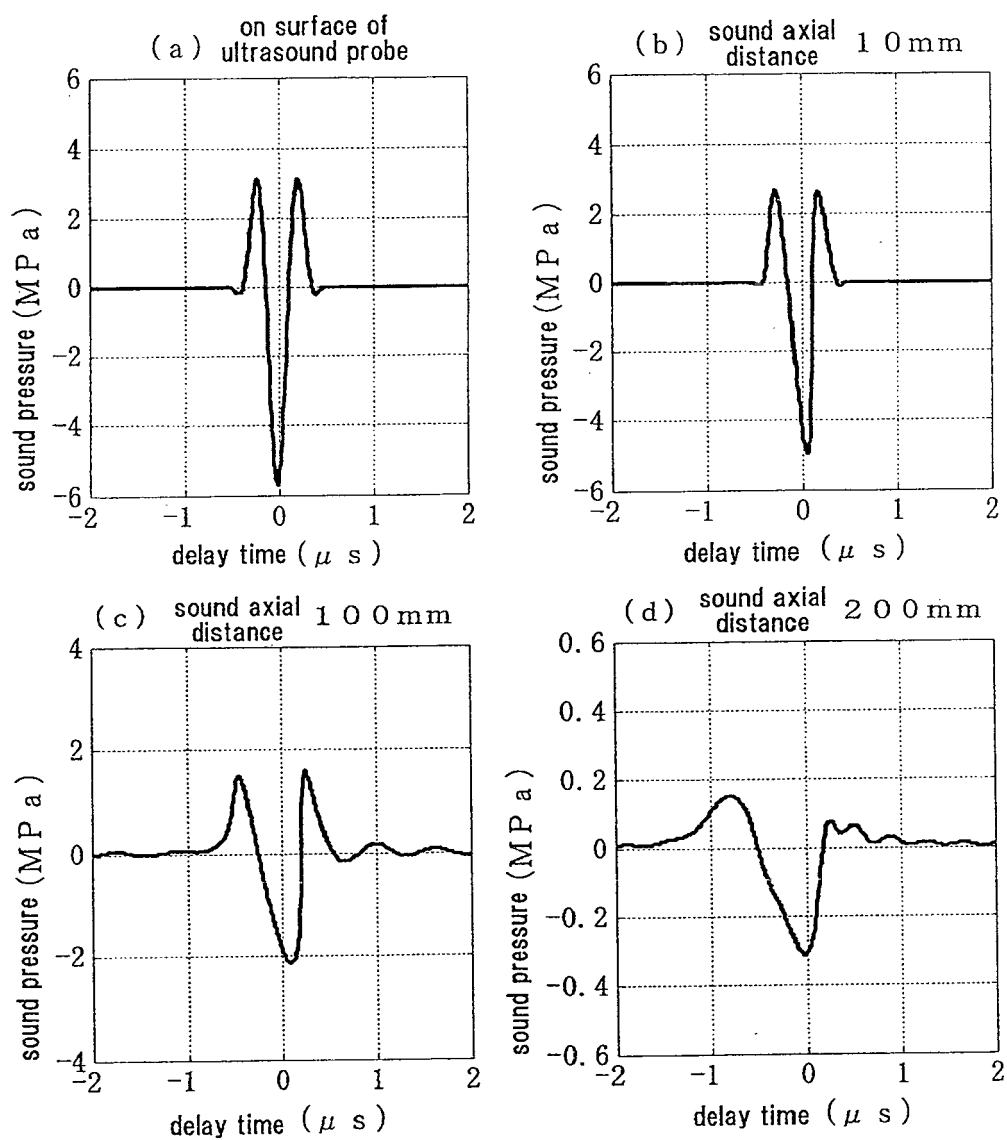 (a) on surface of
ultrasound probe
6
4
2
0
-2
-4
-6
sound pressure (MPa)
-2 -1 0 1 2
delay time (μs)
(b) sound axial
distance 10mm
6
4
2
0
-2
-4
-6
sound pressure (MPa)
-2 -1 0 1 2
delay time (μs)
(c) sound axial
distance 100mm
4
2
0
-2
-4
sound pressure (MPa)
-2 -1 0 1 2
delay time (μs)
(d) sound axial
distance 200mm
0.6
0.4
0.2
0
-0.2
-0.4
-0.6
sound pressure (MPa)
-2 -1 0 1 2
delay time (μs)